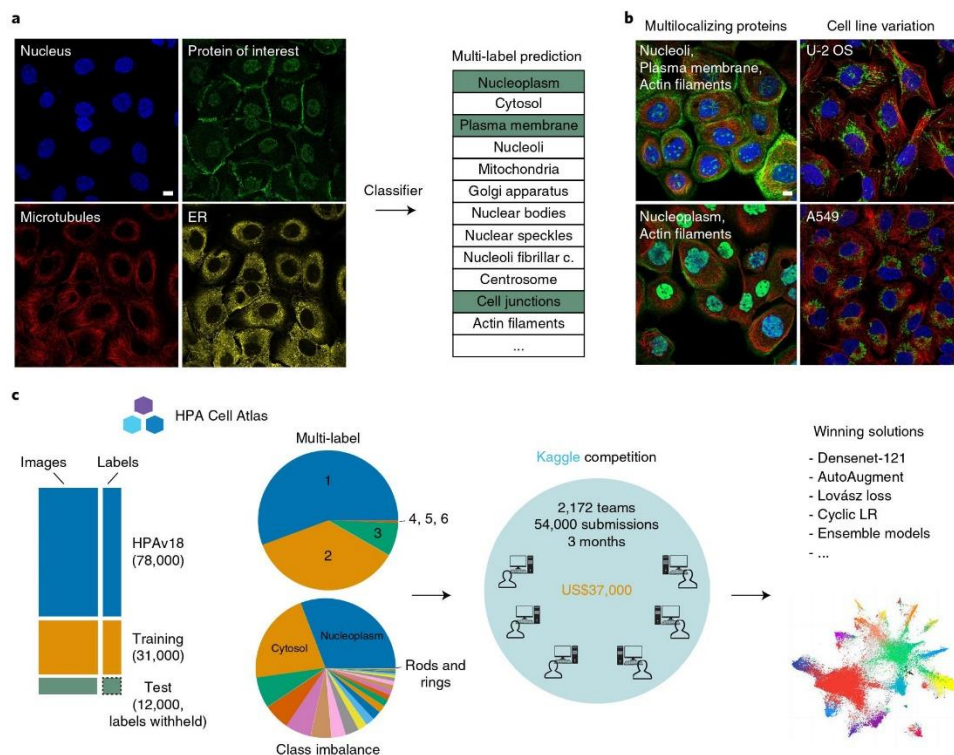 a
Nucleus
Protein of interest
Microtubules
ER
Classifier
Multi-label prediction
Nucleoplasm
Cytosol
Plasma membrane
Nucleoli
Mitochondria
Golgi apparatus
Nuclear bodies
Nuclear speckles
Nucleoli fibrillar c.
Centrosome
Cell junctions
Actin filaments
...
b
Multilocalizing proteins
Cell line variation
Nucleoli,
Plasma membrane,
Actin filaments
U-2 OS
Nucleoplasm,
Actin filaments
A549
c
HPA Cell Atlas
Images
Labels
HPAv18
(78,000)
Training
(31,000)
Test
(12,000,
labels withheld)
Multi-label
1
2
3
4, 5, 6
Cytosol
Nucleoplasm
Rods and
rings
Class imbalance
Kaggle competition
2,172 teams
54,000 submissions
3 months
US$37,000
Winning solutions
- Densenet-121
- AutoAugment
- Lovász loss
- Cyclic LR
- Ensemble models
- ...